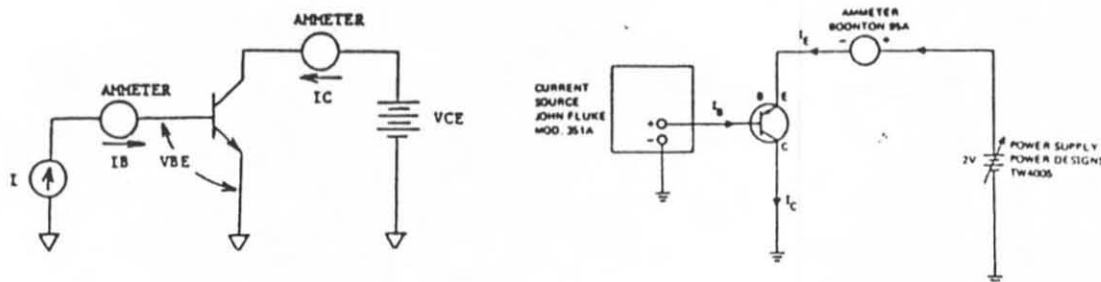 AMMETER
AMMETER
IC
IB
VBE
VCE
I
AMMETER
BOONTON 95A
IE
- +
CURRENT
SOURCE
JOHN FLUKE
MOD. 351A
+
-
IB
B E
C
IC
2V
POWER SUPPLY
POWER DESIGNS
TW4005